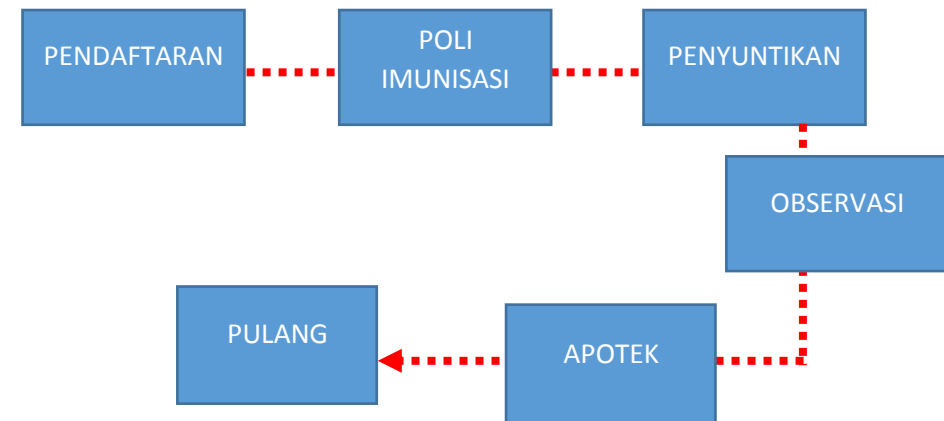 PENDAFTARAN
POLI
IMUNISASI
PENYUNTIKAN
OBSERVASI
APOTEK
PULANG